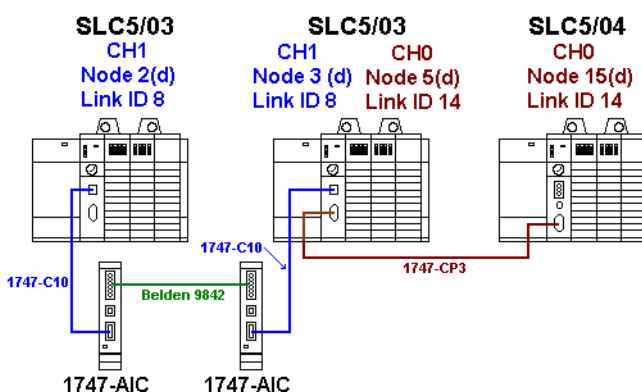 SLC5/03
CH1
Node 2(d)
Link ID 8
SLC5/03
CH1
Node 3 (d)
Link ID 8
CH0
Node 5(d)
Link ID 14
SLC5/04
CH0
Node 15(d)
Link ID 14
1747-C10
1747-C10
1747-CP3
Belden 9842
1747-AIC
1747-AIC